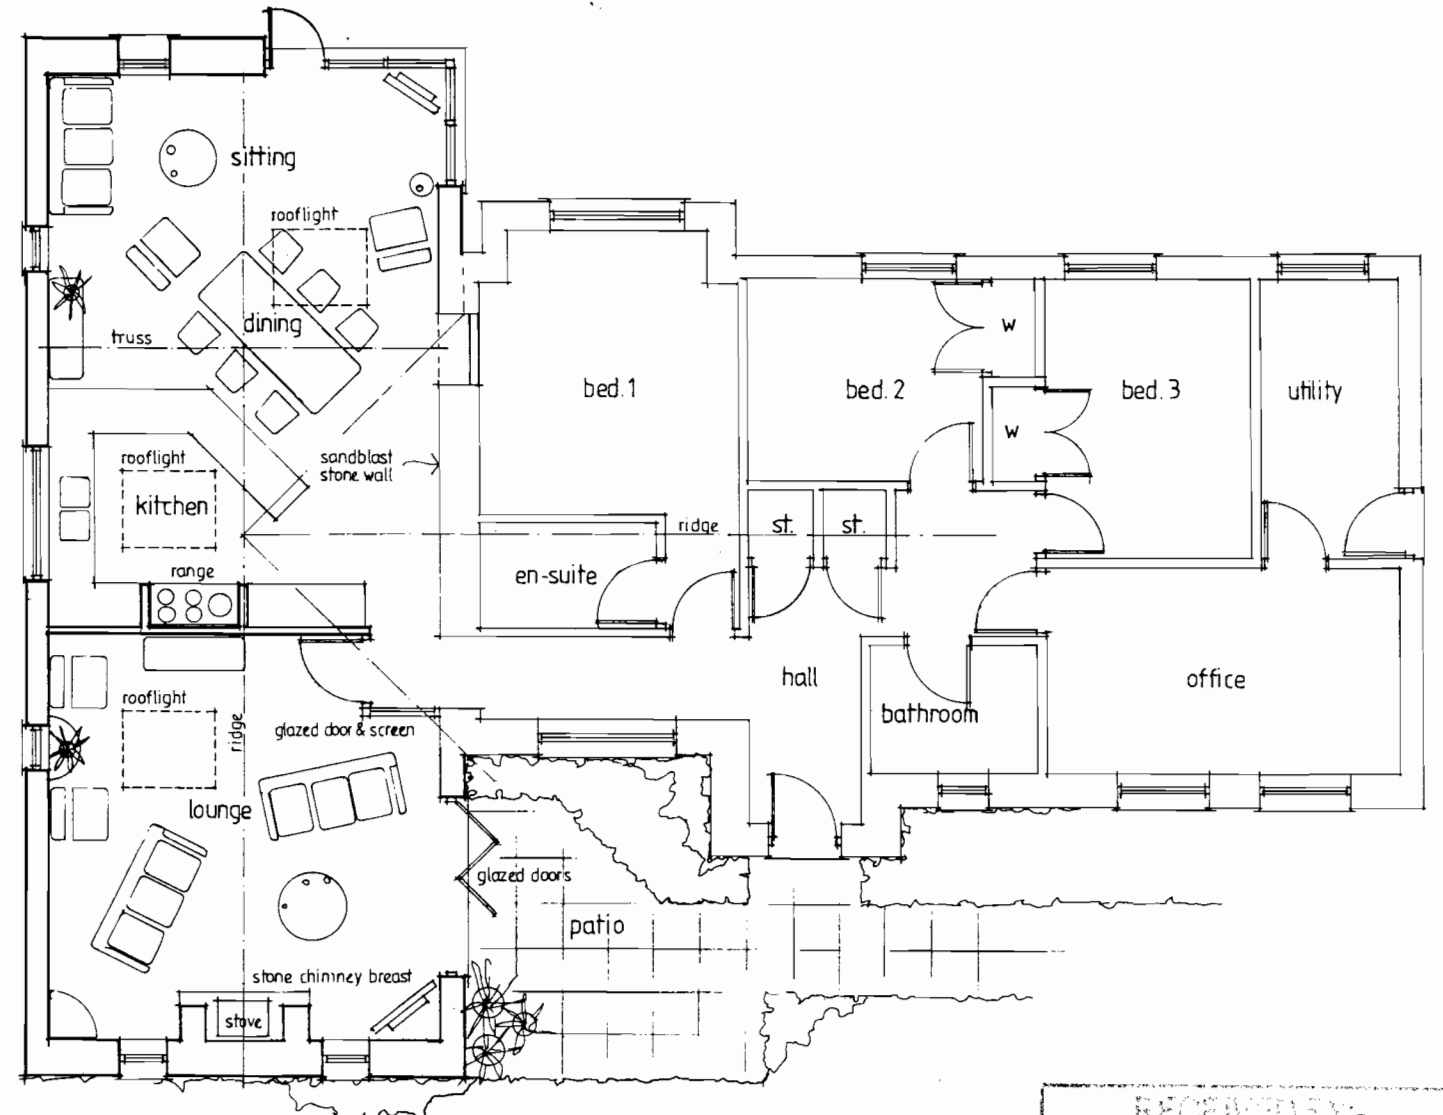 sitting
rooflight
dining
truss
bed.1
bed.2
W
bed.3
utility
W
rooflight
sandblast
stone wall
kitchen
ridge
st.
st.
range
en-suite
hall
office
rooflight
ridge
glazed door & screen
bathroom
lounge
glazed doors
patio
stone chimney breast
stove